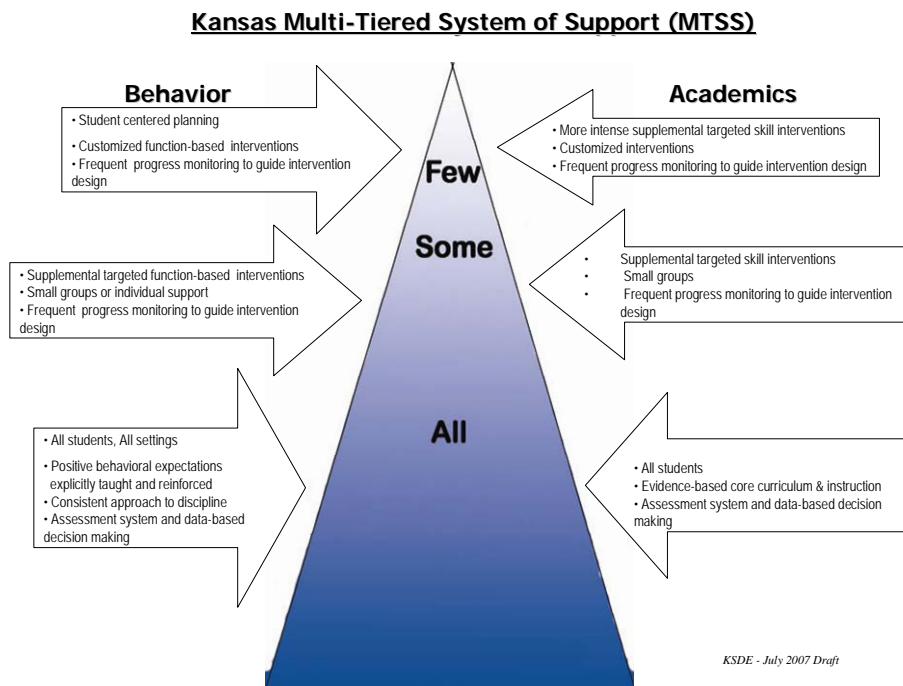 Kansas Multi-Tiered System of Support (MTSS)
Behavior
• Student centered planning
• Customized function-based interventions
• Frequent progress monitoring to guide intervention
design
Academics
• More intense supplemental targeted skill interventions
• Customized interventions
• Frequent progress monitoring to guide intervention design
Few
Some
• Supplemental targeted function-based interventions
• Small groups or individual support
• Frequent progress monitoring to guide intervention
design
• Supplemental targeted skill interventions
• Small groups
• Frequent progress monitoring to guide intervention
design
All
• All students, All settings
• Positive behavioral expectations
explicitly taught and reinforced
• Consistent approach to discipline
• Assessment system and data-based
decision making
• All students
• Evidence-based core curriculum & instruction
• Assessment system and data-based decision
making
KSDE - July 2007 Draft